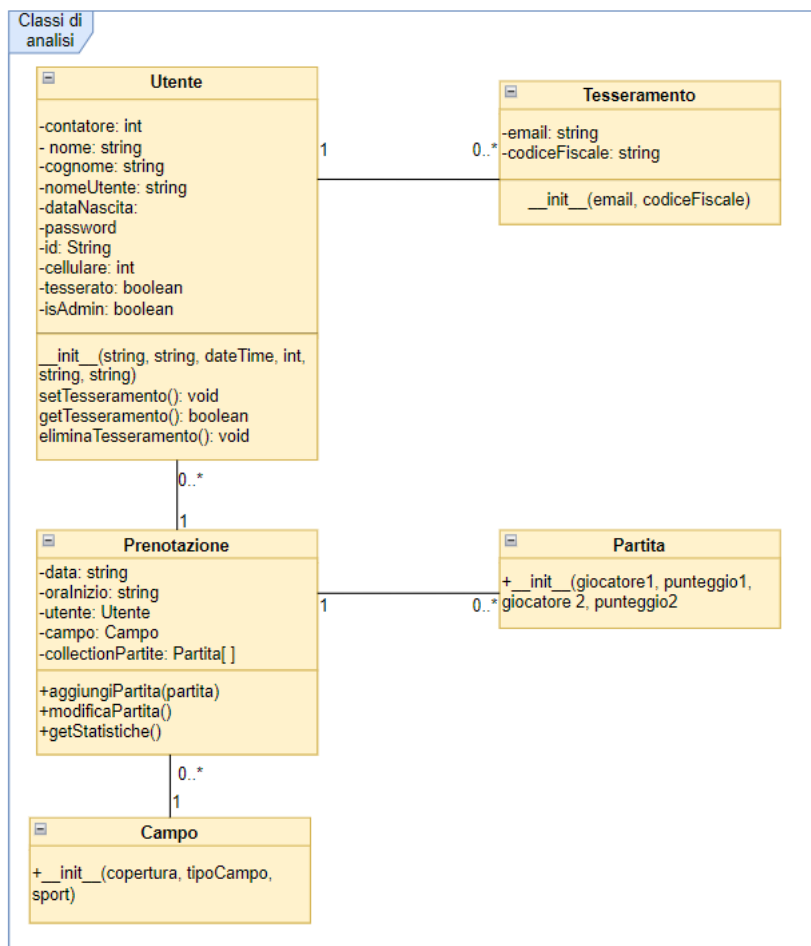 Classi di
analisi
Utente
-contatore: int
- nome: string
-cognome: string
-nomeUtente: string
-dataNascita:
-password
-id: String
-cellulare: int
-tesserato: boolean
-isAdmin: boolean
__init__(string, string, dateTime, int,
string, string)
setTesseramento(): void
getTesseramento(): boolean
eliminaTesseramento(): void
1
0..*
Tesseramento
-email: string
-codiceFiscale: string
__init__(email, codiceFiscale)
0..*
1
Prenotazione
-data: string
-oraInizio: string
-utente: Utente
-campo: Campo
-collectionPartite: Partita[ ]
+aggiungiPartita(partita)
+modificaPartita()
+getStatistiche()
1
0..*
Partita
+__init__(giocatore1, punteggio1,
giocatore 2, punteggio2
0..*
1
Campo
+__init__(copertura, tipoCampo,
sport)